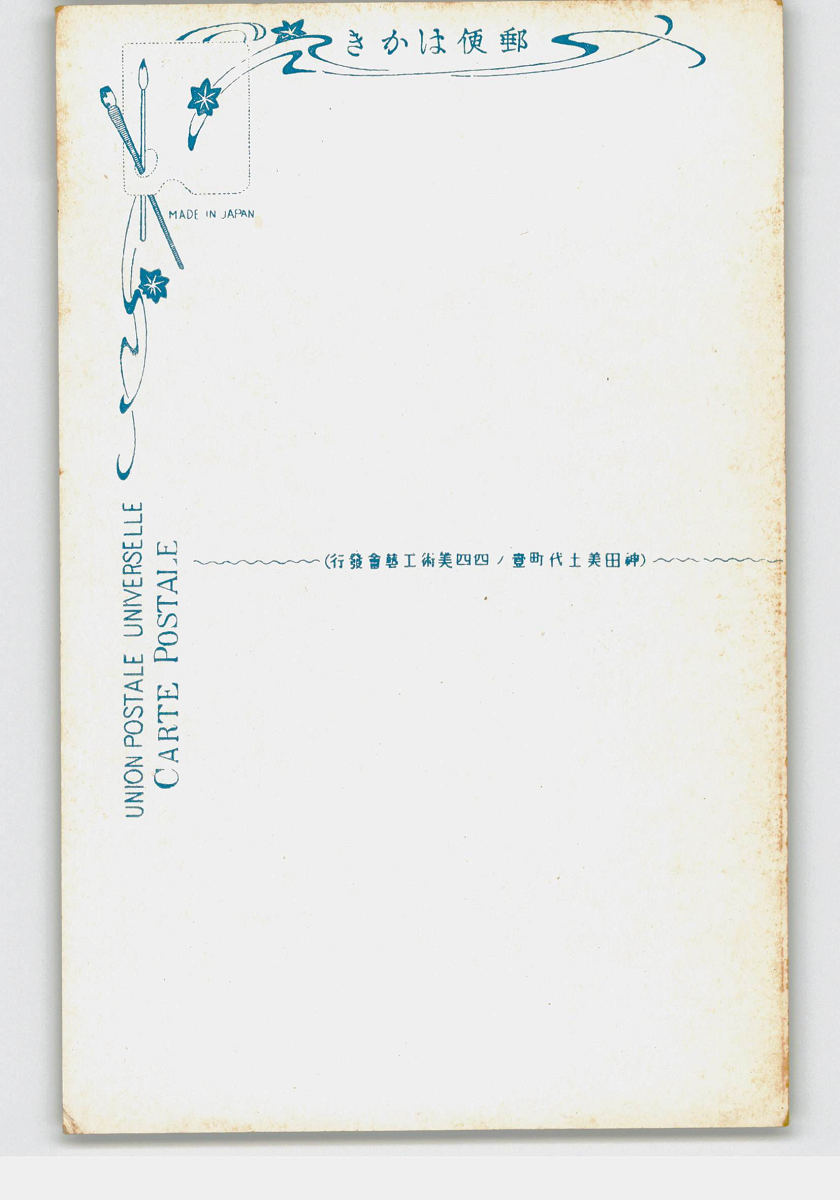 郵便はかき
MADE IN JAPAN
(神田美土代町壹ノ四四美術工藝會發行)
UNION POSTALE UNIVERSELLE
CARTE POSTALE